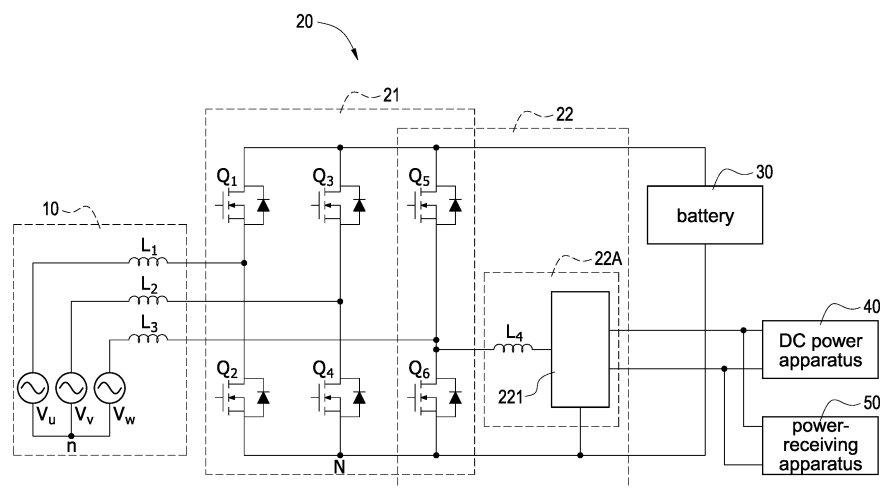 20
21
22
Q1
Q3
Q5
30
battery
10
L1
22A
L2
L3
L4
40
DC power
apparatus
Q2
Q4
Q6
221
Vu
Vv
Vw
50
power-
receiving
apparatus
n
N